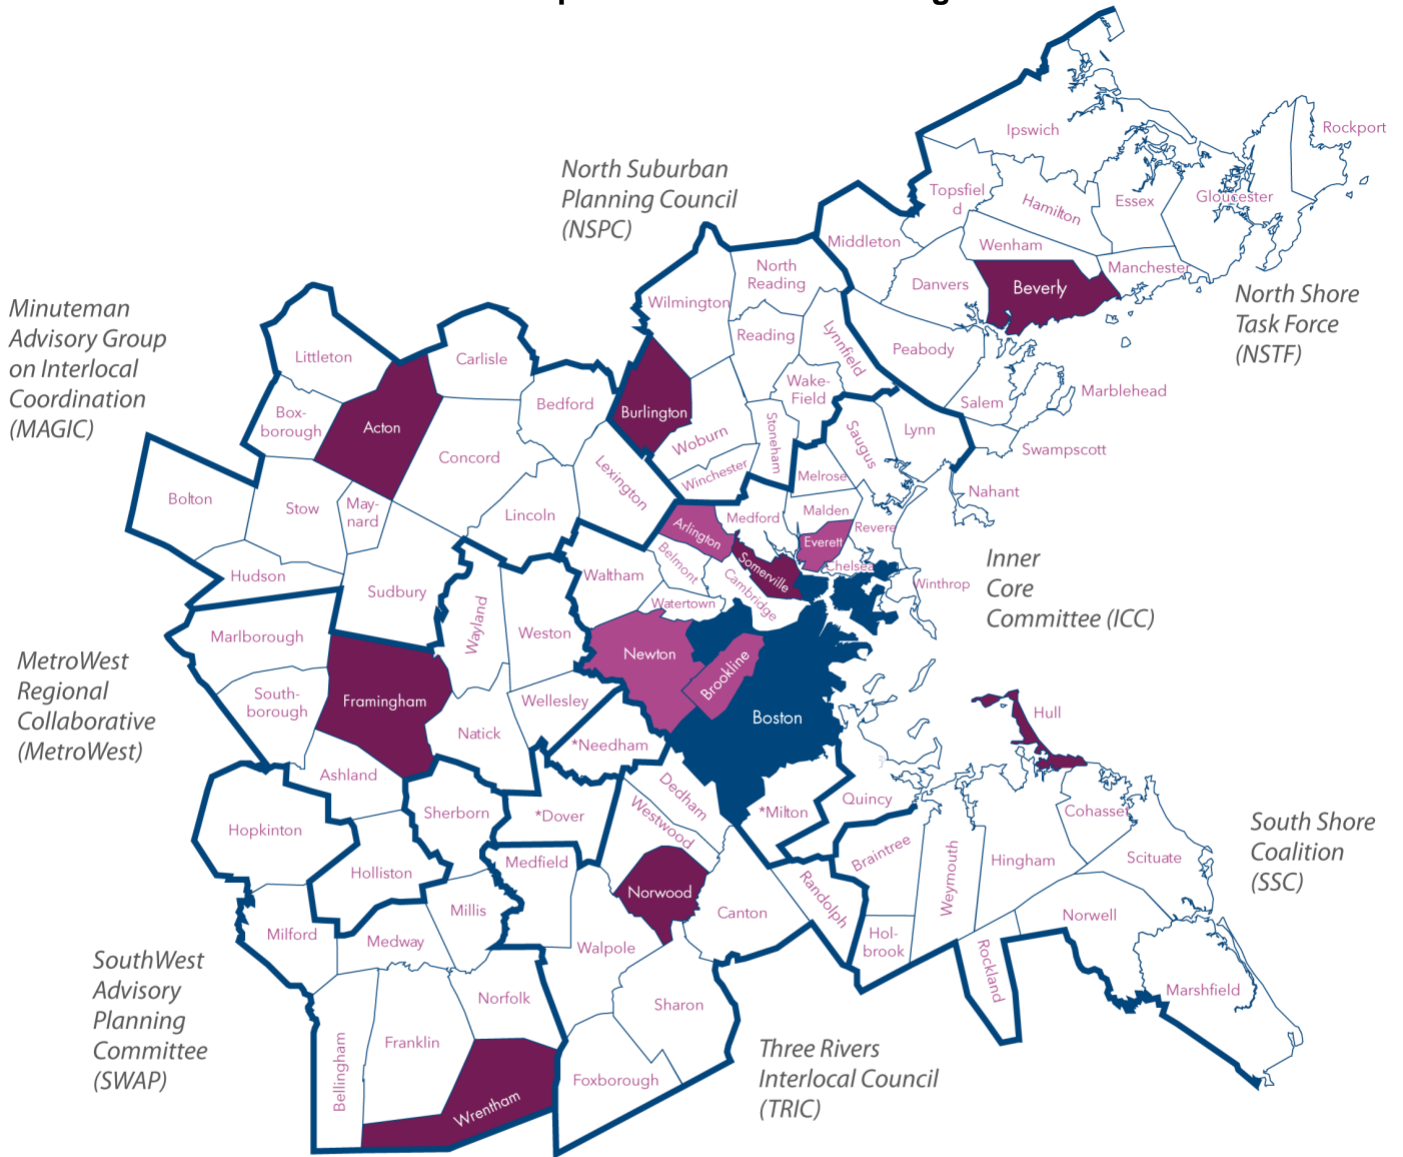 Ipswich
Rockport
North Suburban
Planning Council
(NSPC)
Topsfiel
d
Hamilton
Essex
Gloucester
Middleton
Wenham
Manchester
North
Reading
Danvers
Beverly
North Shore
Task Force
(NSTF)
Minuteman
Advisory Group
on Interlocal
Coordination
(MAGIC)
Wilmington
Reading
Lynnfield
Peabody
Littleton
Carlisle
Wake-
Field
Marblehead
Salem
Box-
borough
Acton
Bedford
Burlington
Woburn
Stoneham
Saugus
Lynn
Swampscott
Concord
Lexington
Winchester
Melrose
Nahant
Bolton
Stow
May-
nard
Lincoln
Arlington
Medford
Malden
Revere
Everett
Chelsea
Hudson
Sudbury
Waltham
Belmont
Somerville
Cambridge
Watertown
Winthrop
Inner
Core
Committee (ICC)
Marlborough
Wayland
Weston
Newton
Brookline
Boston
MetroWest
Regional
Collaborative
(MetroWest)
South-
borough
Framingham
Natick
Wellesley
*Needham
Hull
Ashland
Sherborn
*Dover
Dedham
Westwood
*Milton
Quincy
Cohasset
South Shore
Coalition
(SSC)
Hopkinton
Holliston
Medfield
Norwood
Canton
Randolph
Braintree
Weymouth
Hingham
Scituate
Milford
Medway
Millis
Walpole
Hol-
brook
Rockland
Norwell
Marshfield
SouthWest
Advisory
Planning
Committee
(SWAP)
Norfolk
Sharon
Bellingham
Franklin
Wrentham
Foxborough
Three Rivers
Interlocal Council
(TRIC)